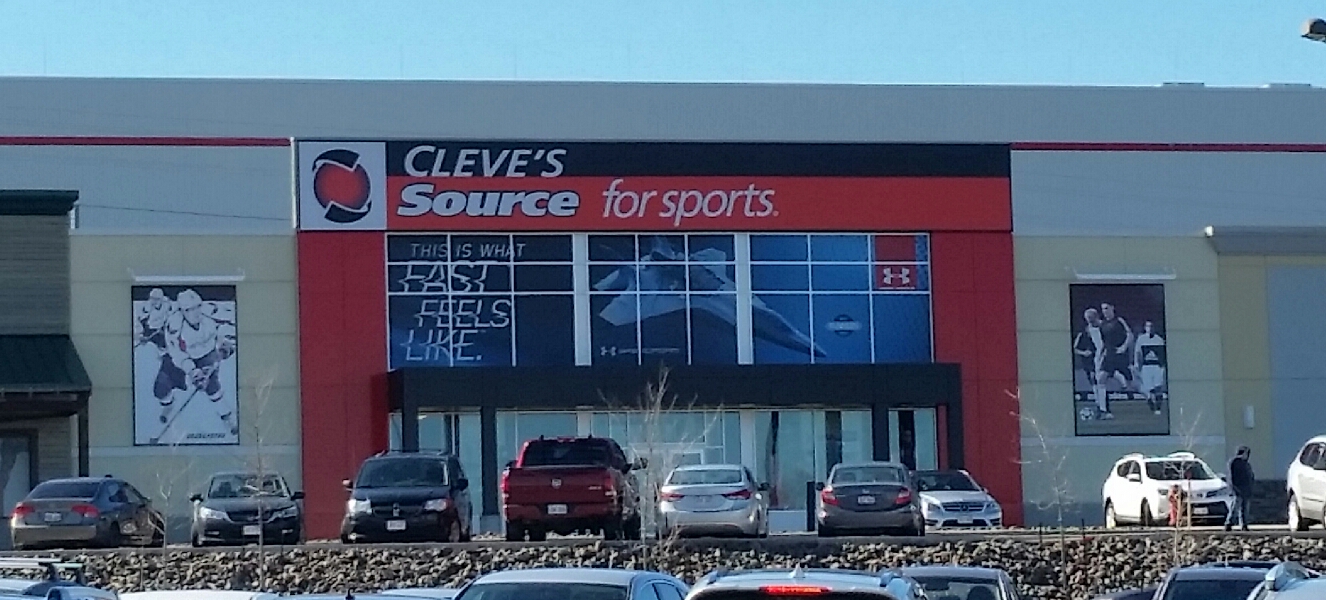 CLEVE'S
Source for sports.
THIS IS WHAT
FAST
FEELS
LIKE.